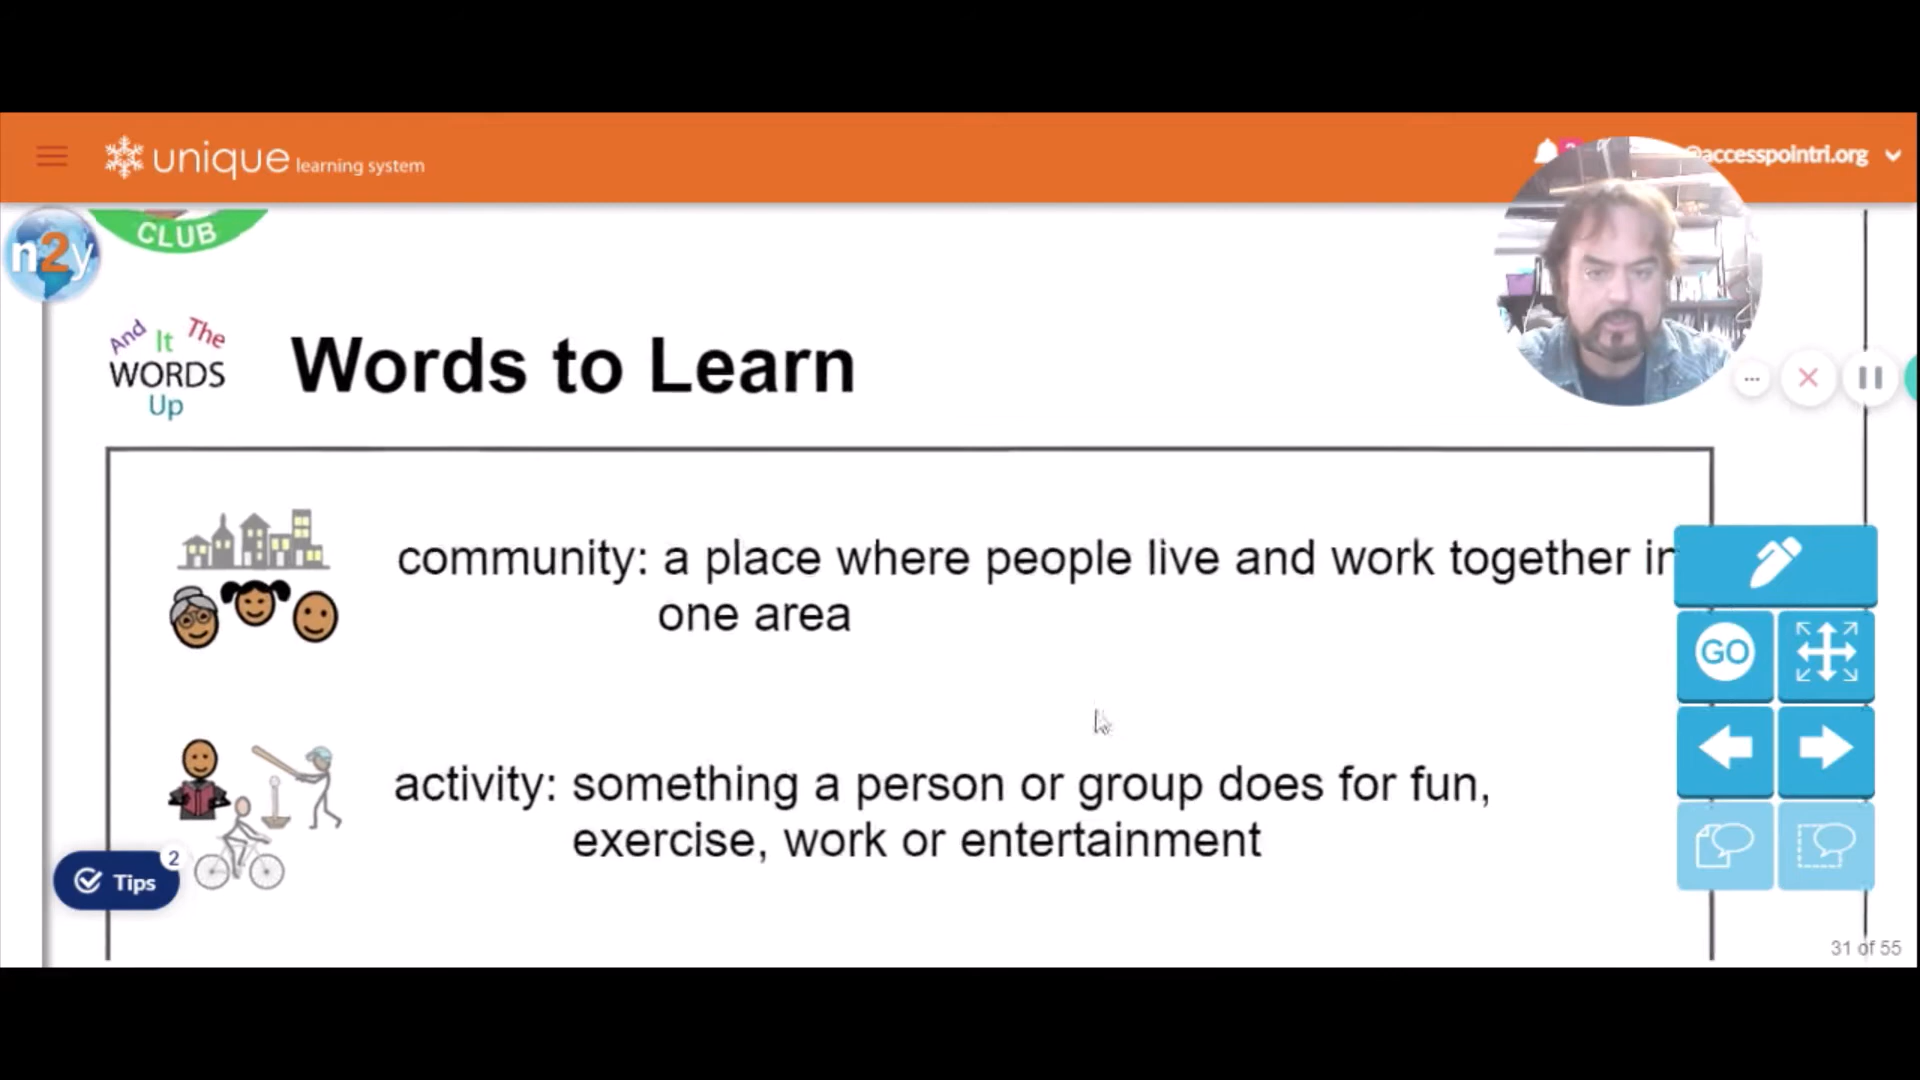 unique learning system
@accesspointri.org
CLUB
n2y
And It The
WORDS
Up
Words to Learn
community: a place where people live and work together in
one area
GO
activity: something a person or group does for fun,
exercise, work or entertainment
2
Tips
31 of 55